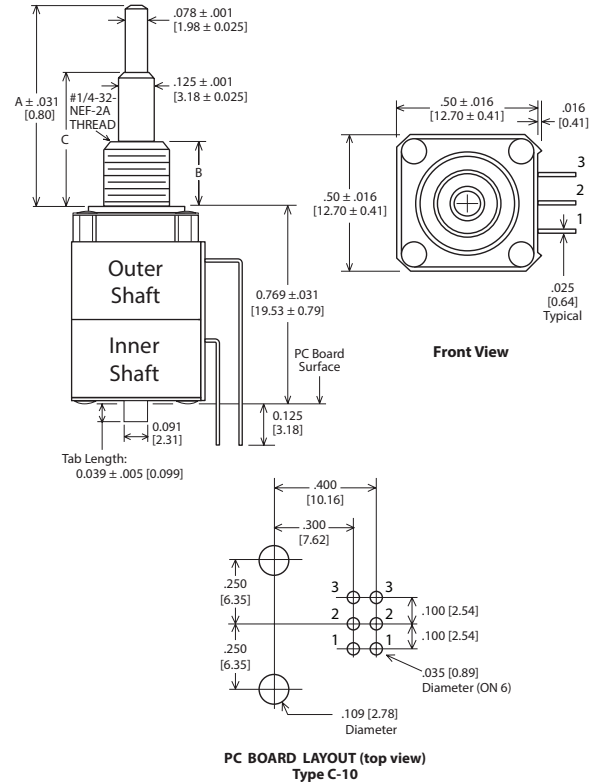 .078 ± .001
[1.98 ± 0.025]
.125 ± .001
[3.18 ± 0.025]
#1/4-32-
NEF-2A
THREAD
A ± .031
[0.80]
C
B
Outer
Shaft
Inner
Shaft
0.769 ±.031
[19.53 ± 0.79]
PC Board
Surface
0.125
[3.18]
0.091
[2.31]
Tab Length:
0.039 ± .005 [0.099]
.50 ± .016
[12.70 ± 0.41]
.016
[0.41]
.50 ± .016
[12.70 ± 0.41]
3
2
1
.025
[0.64]
Typical
Front View
.400
[10.16]
.300
[7.62]
.250
[6.35]
.250
[6.35]
3 3
2 2
1 1
.100 [2.54]
.100 [2.54]
.035 [0.89]
Diameter (ON 6)
.109 [2.78]
Diameter
PC BOARD LAYOUT (top view)
Type C-10